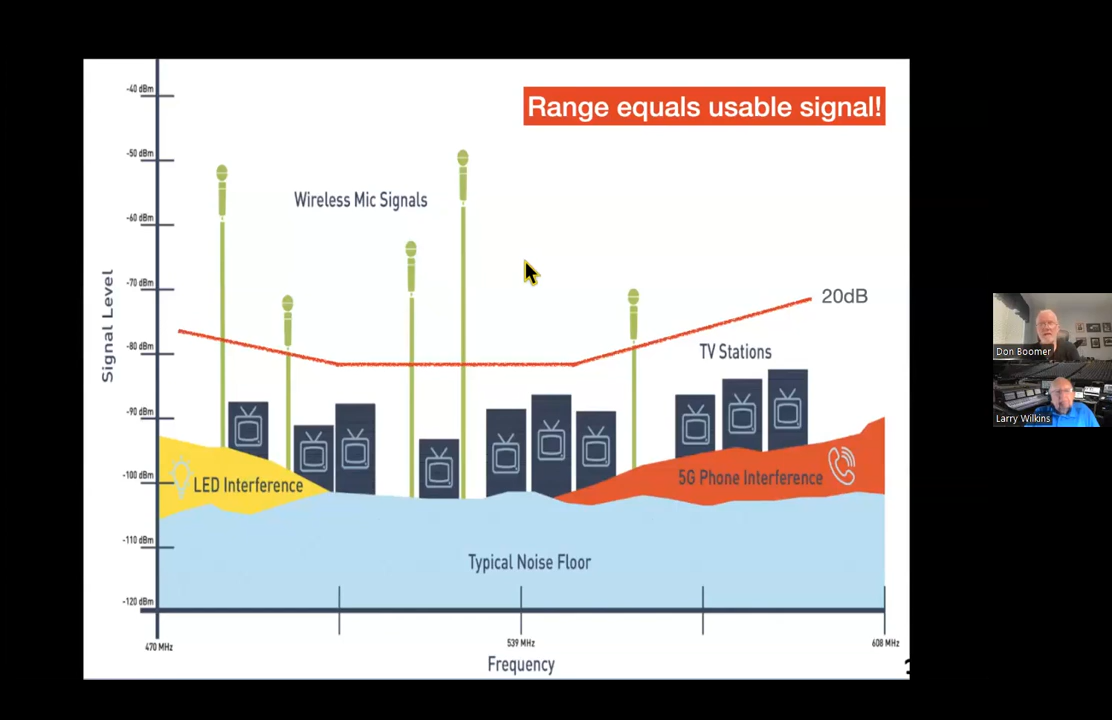 Range equals usable signal!
-40 dBm
-50 dBm
-60 dBm
-70 dBm
-80 dBm
-90 dBm
-100 dBm
-110 dBm
-120 dBm
Signal Level
Wireless Mic Signals
20dB
TV Stations
LED Interference
5G Phone Interference
Typical Noise Floor
470 MHz
539 MHz
608 MHz
Frequency
Don Boomer
Larry Wilkins